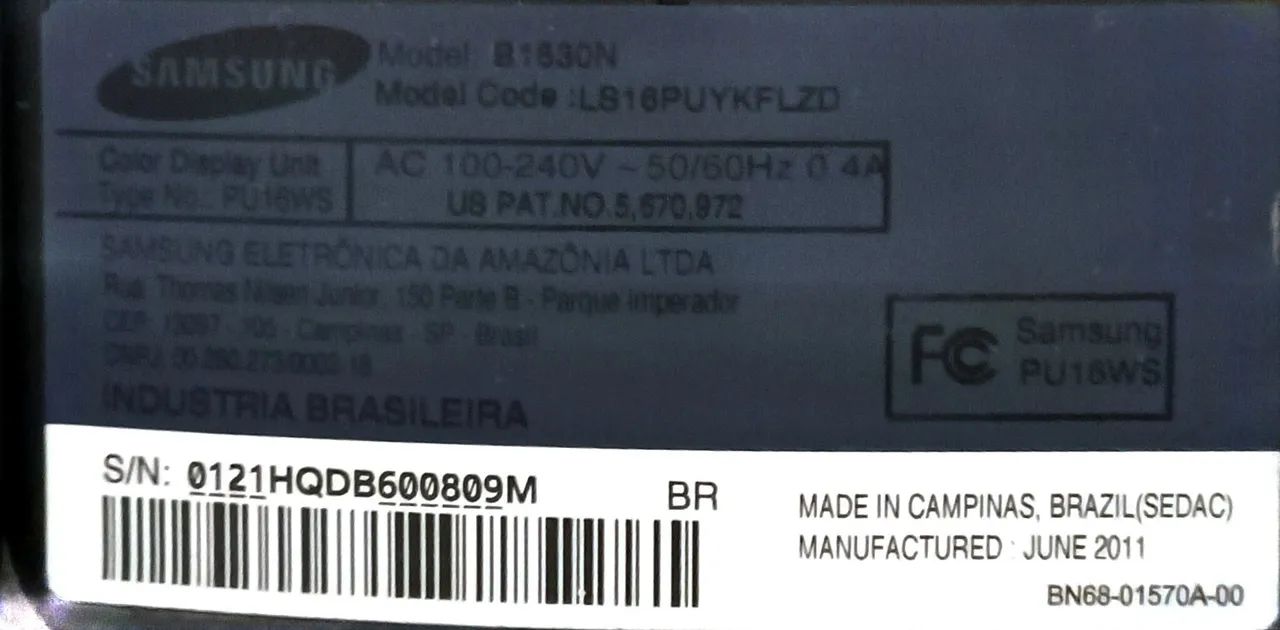 SAMSUNG
Model: B1630N
Model Code :LS16PUYKFLZD
Color Display Unit
Type No.: PU16WS
AC 100-240V ~ 50/60Hz 0.4A
US PAT.NO.5,670,972
SAMSUNG ELETRÔNICA DA AMAZÔNIA LTDA
Rua Thomas Nilsen Junior, 150 Parte B - Parque imperador
CEP: 13097 - 105 - Campinas - SP - Brasil
INDUSTRIA BRASILEIRA
FC
Samsung
PU16WS
S/N: 0121HQDB600809M
BR
MADE IN CAMPINAS, BRAZIL(SEDAC)
MANUFACTURED : JUNE 2011
BN68-01570A-00